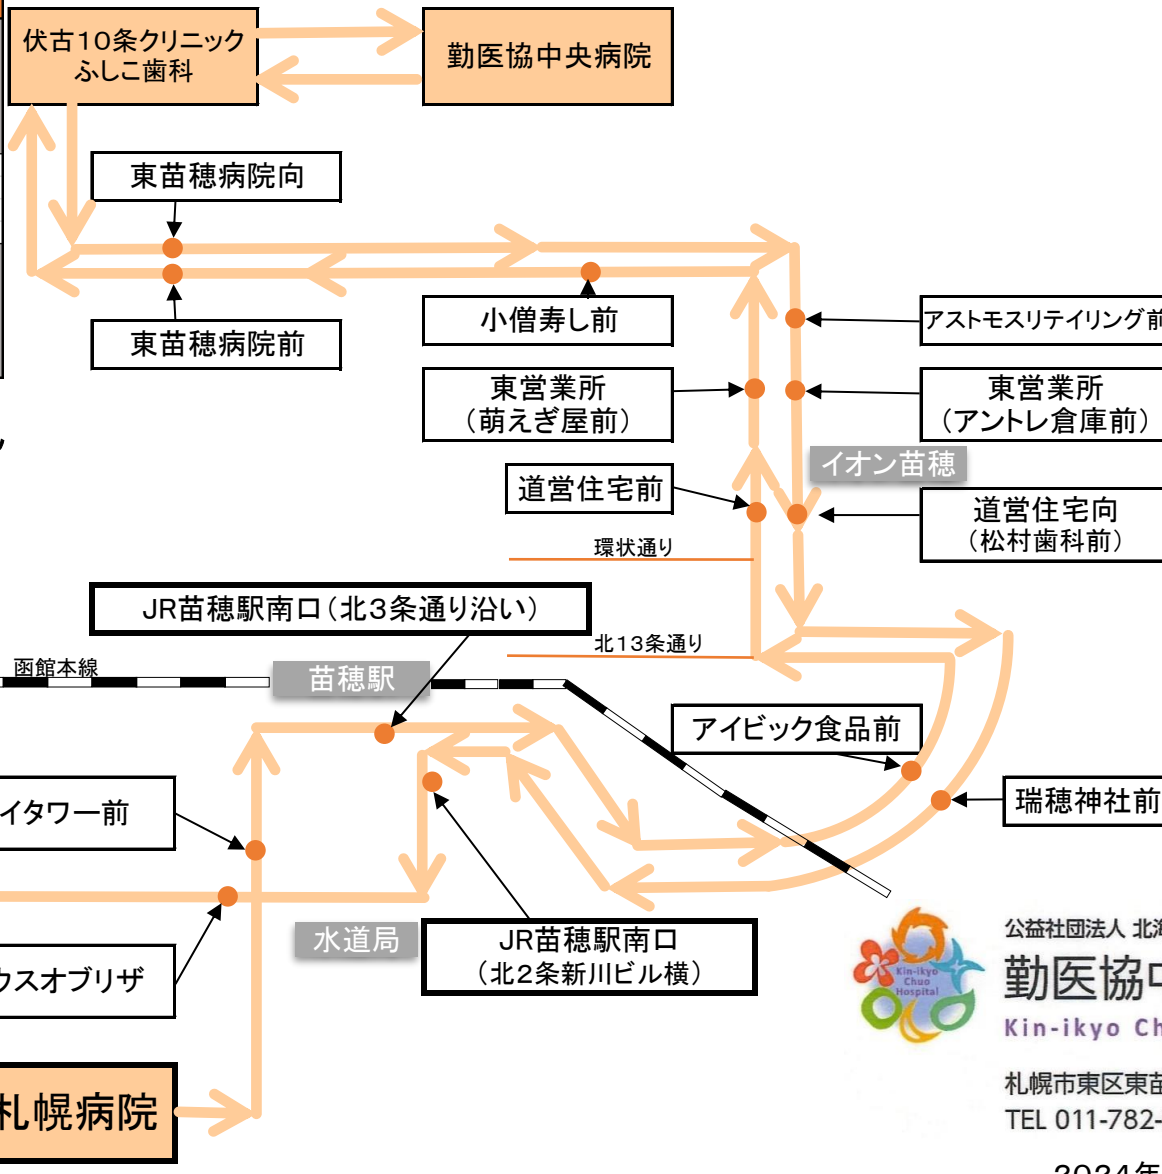 伏古10条クリニック
ふしこ歯科
勤医協中央病院
東苗穂病院向
東苗穂病院前
小僧寿し前
アストモスリテイリング前
東営業所
(萌えぎ屋前)
東営業所
(アントレ倉庫前)
イオン苗穂
道営住宅前
道営住宅向
(松村歯科前)
環状通り
JR苗穂駅南口(北3条通り沿い)
北13条通り
函館本線
苗穂駅
アイビック食品前
イタワー前
瑞穂神社前
水道局
JR苗穂駅南口
(北2条新川ビル横)
ウスオブリザ
札幌病院
Kin-ikyo
Chuo
Hospital
公益社団法人 北海
勤医協中
Kin-ikyo Ch
札幌市東区東苗
TEL 011-782-
2024年